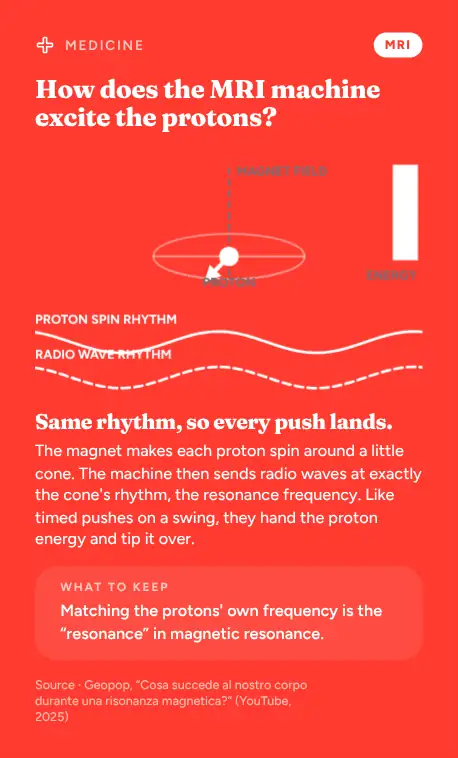 MEDICINE
MRI
How does the MRI machine
excite the protons?
MAGNET FIELD
PROTON
ENERGY
PROTON SPIN RHYTHM
RADIO WAVE RHYTHM
Same rhythm, so every push lands.
The magnet makes each proton spin around a little
cone. The machine then sends radio waves at exactly
the cone's rhythm, the resonance frequency. Like
timed pushes on a swing, they hand the proton
energy and tip it over.
WHAT TO KEEP
Matching the protons' own frequency is the
"resonance" in magnetic resonance.
Source · Geopop, "Cosa succede al nostro corpo
durante una risonanza magnetica?" (YouTube,
2025)